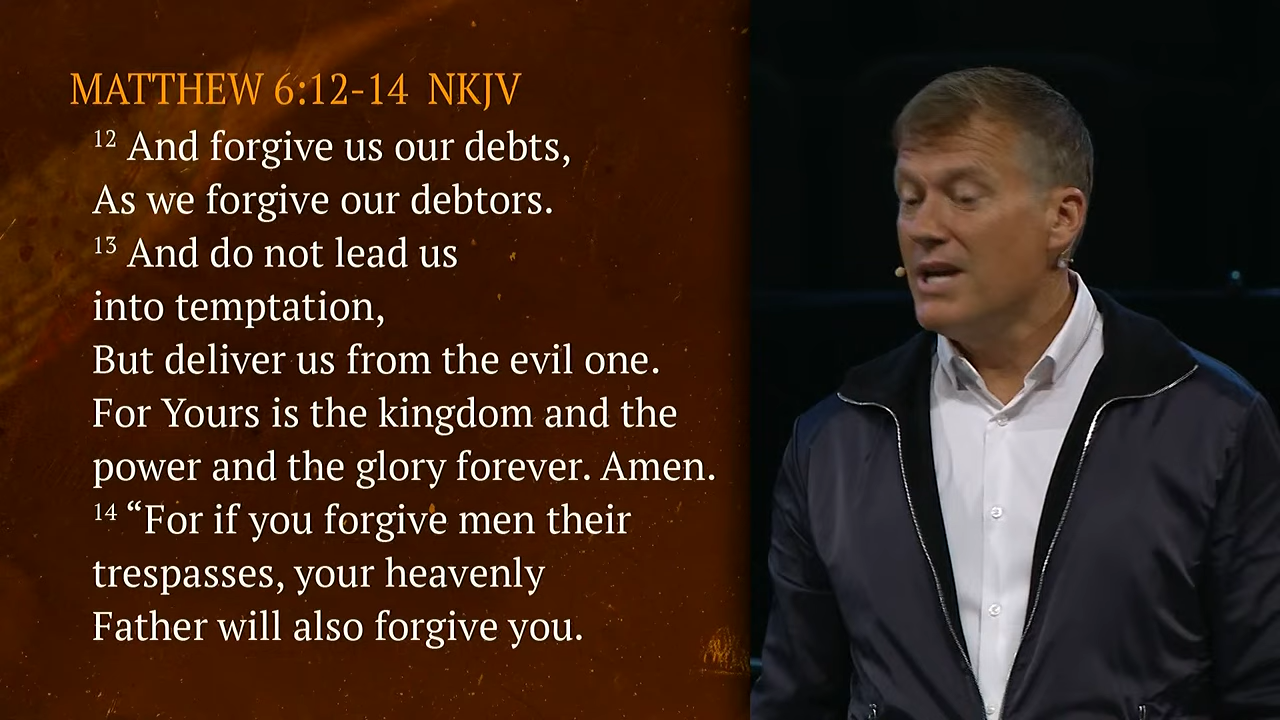 MATTHEW 6:12-14 NKJV
12 And forgive us our debts,
As we forgive our debtors.
13 And do not lead us
into temptation,
But deliver us from the evil one.
For Yours is the kingdom and the
power and the glory forever. Amen.
14 “For if you forgive men their
trespasses, your heavenly
Father will also forgive you.